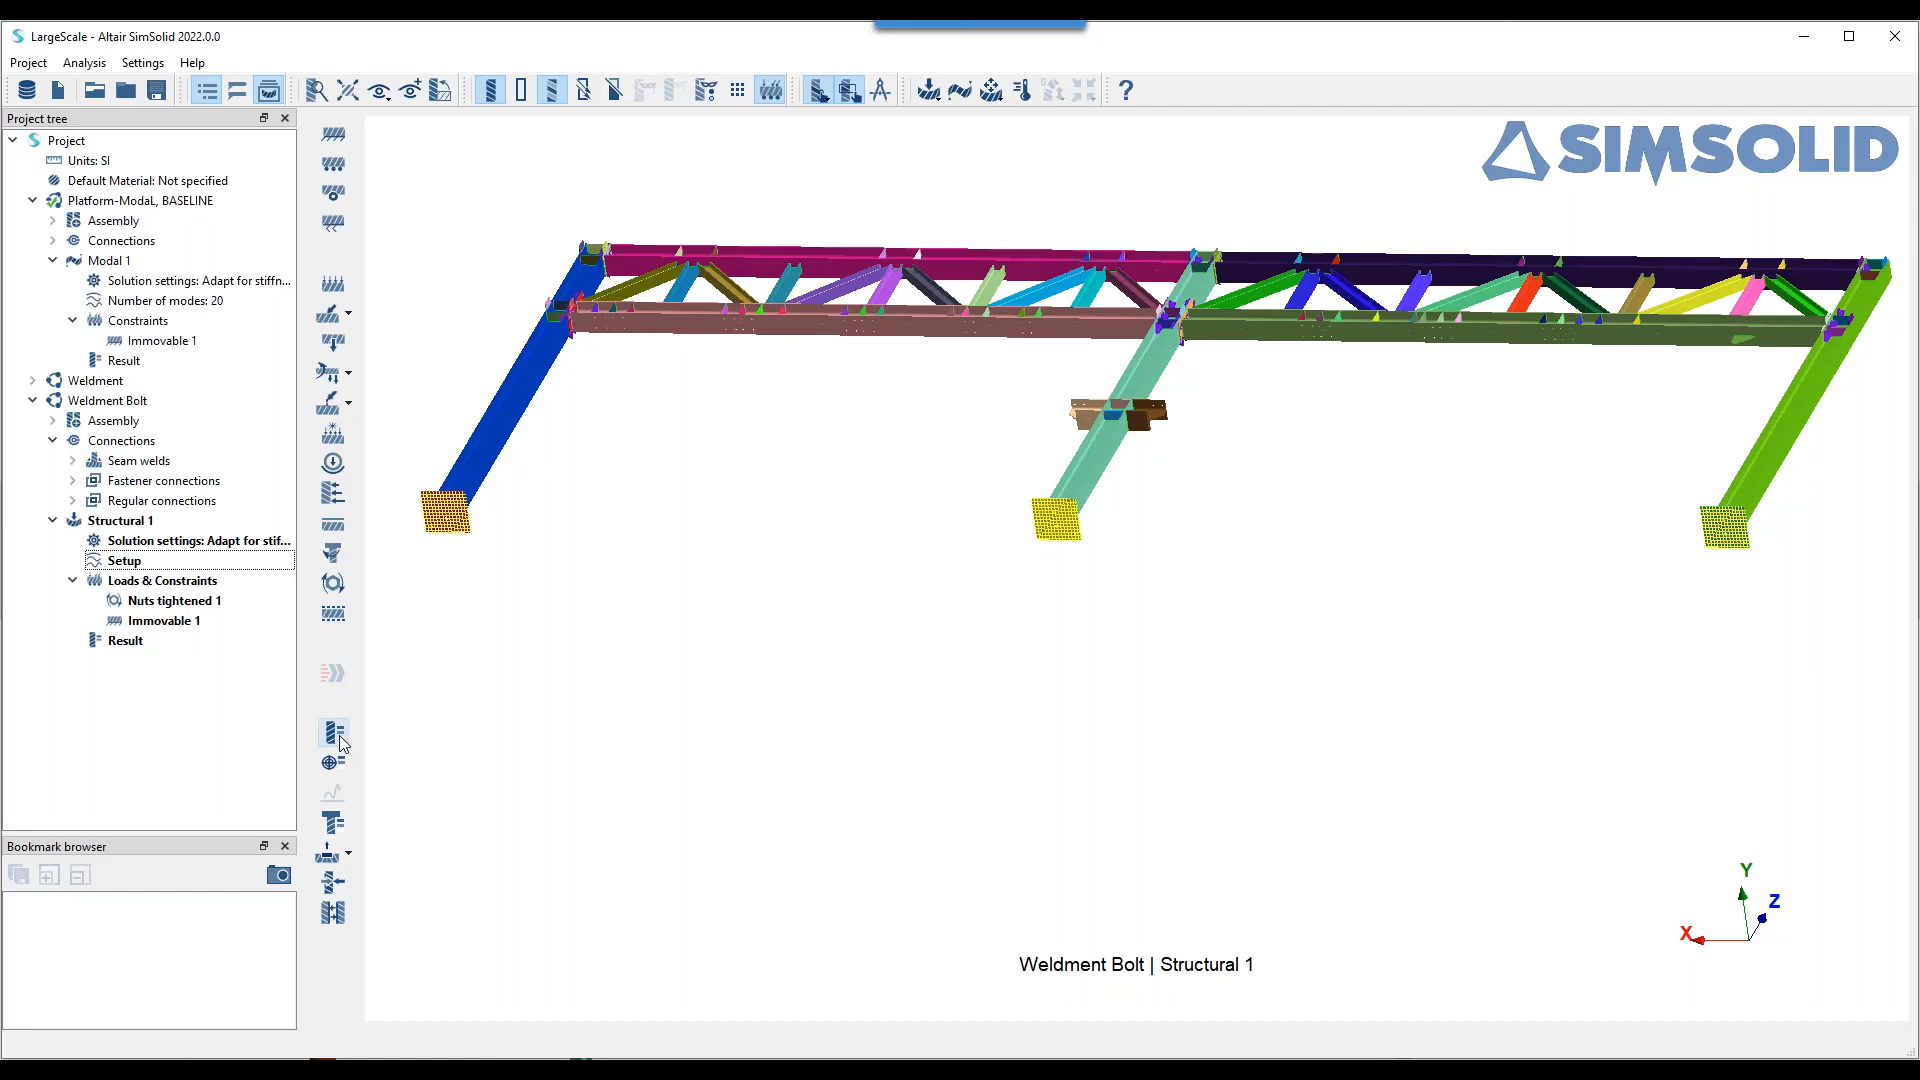 LargeScale - Altair SimSolid 2022.0.0
Project Analysis Settings Help
Project tree
SIMSOLID
Project
Units: SI
Default Material: Not specified
Platform-ModaL, BASELINE
Assembly
Connections
Modal 1
Solution settings: Adapt for stiffn...
Number of modes: 20
Constraints
Immovable 1
Result
Weldment
Weldment Bolt
Assembly
Connections
Seam welds
Fastener connections
Regular connections
Structural 1
Solution settings: Adapt for stif...
Setup
Loads & Constraints
Nuts tightened 1
Immovable 1
Result
Bookmark browser
Y
Z
X
Weldment Bolt | Structural 1